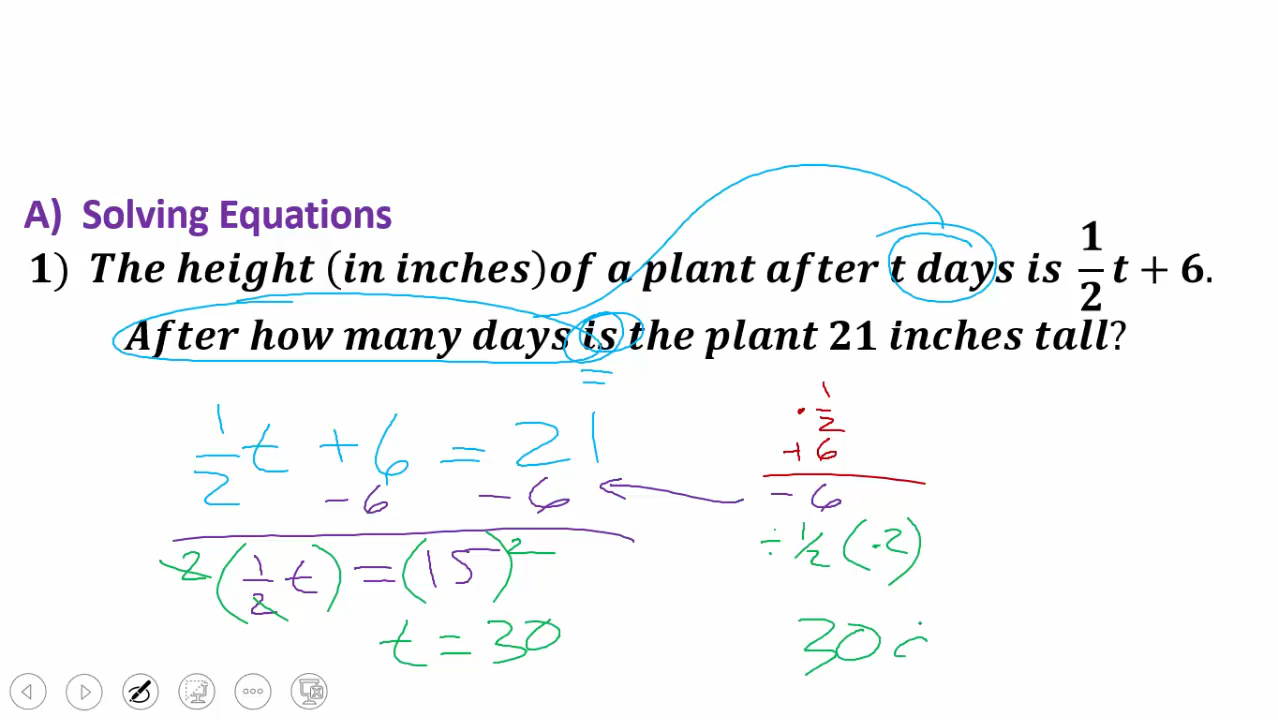 A) Solving Equations
1) The height (in inches)of a plant after t days is 1/2 t + 6.
After how many days is the plant 21 inches tall?
1/2 t + 6 = 21
- 6 - 6
2(1/2 t) = (15)2
t = 30
· 1/2
+ 6
- 6
÷ 1/2 (·2)
30